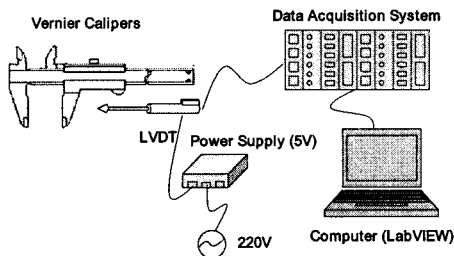 Vernier Calipers
Data Acquisition System
LVDT
Power Supply (5V)
220V
Computer (LabVIEW)